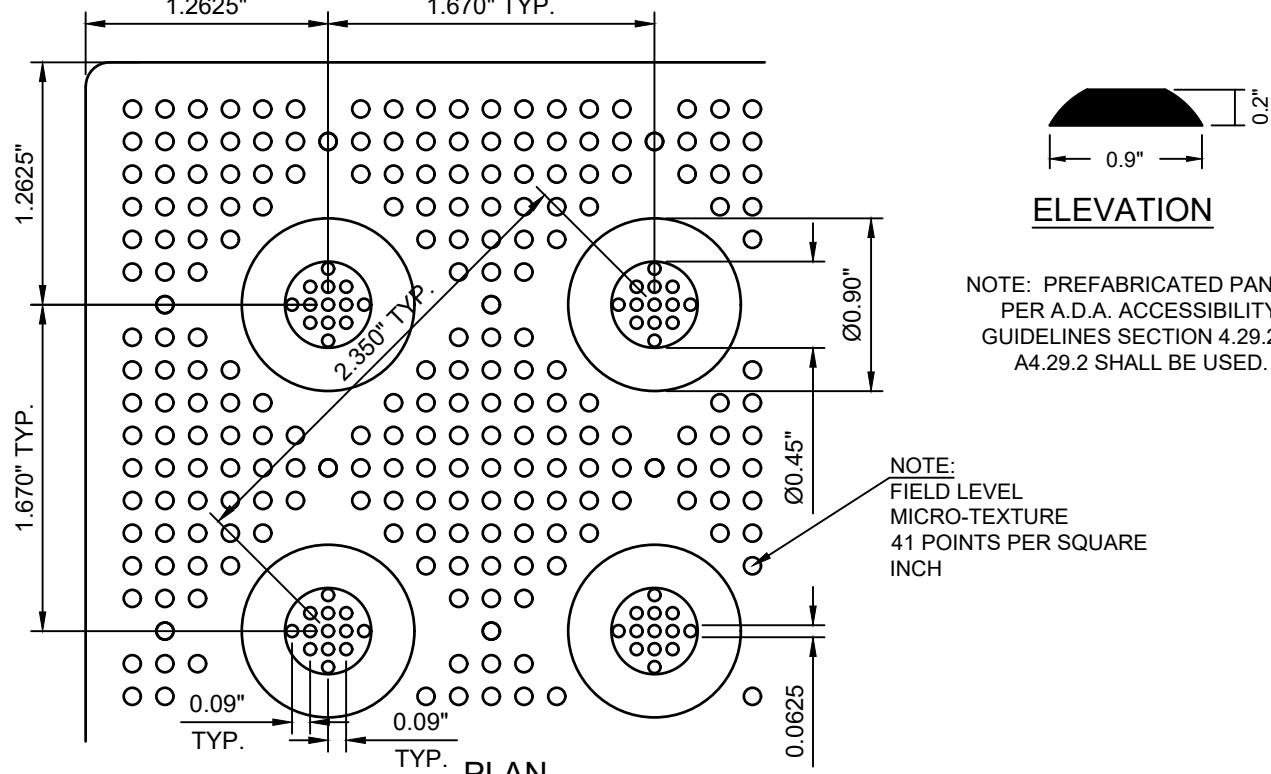 1.2625"
1.670" TYP.
1.2625"
1.670" TYP.
2.350" TYP.
Ø0.90"
Ø0.45"
0.0625
0.09"
TYP.
0.09"
TYP.
PLAN
0.2"
0.9"
ELEVATION
NOTE: PREFABRICATED PAN
PER A.D.A. ACCESSIBILITY
GUIDELINES SECTION 4.29.2
A4.29.2 SHALL BE USED.
NOTE:
FIELD LEVEL
MICRO-TEXTURE
41 POINTS PER SQUARE
INCH